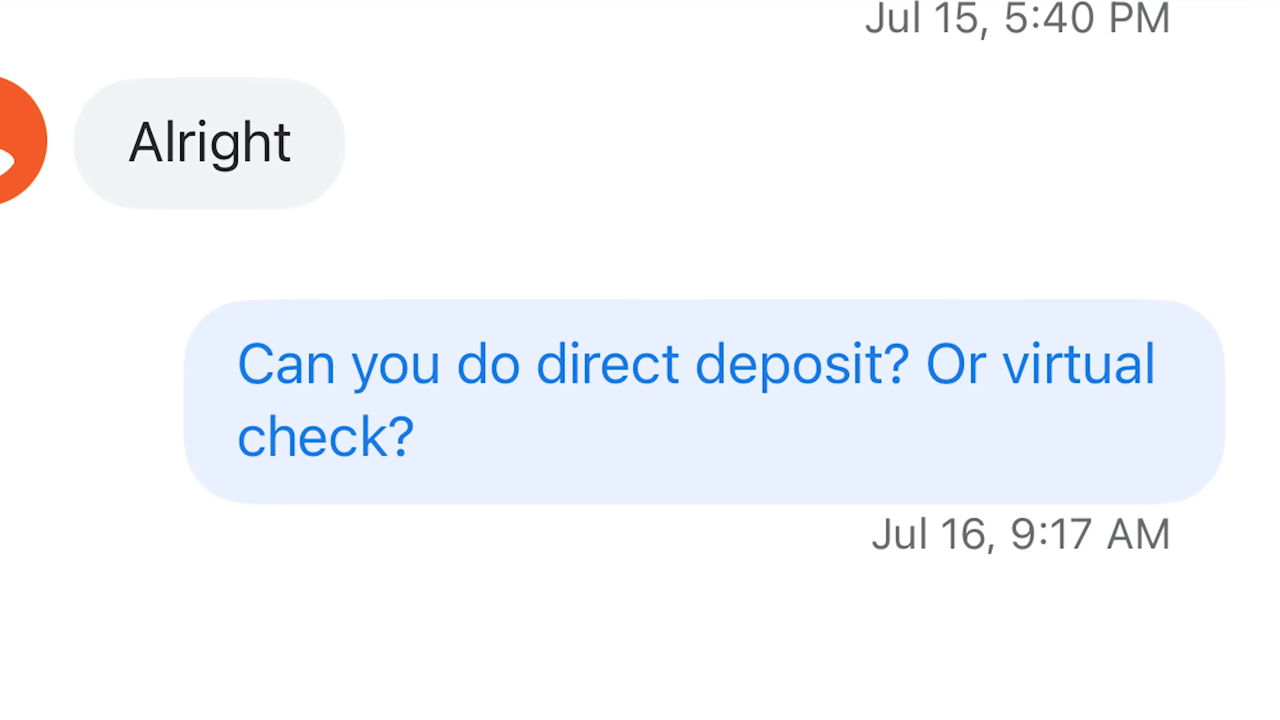 Jul 15, 5:40 PM
Alright
Can you do direct deposit? Or virtual
check?
Jul 16, 9:17 AM